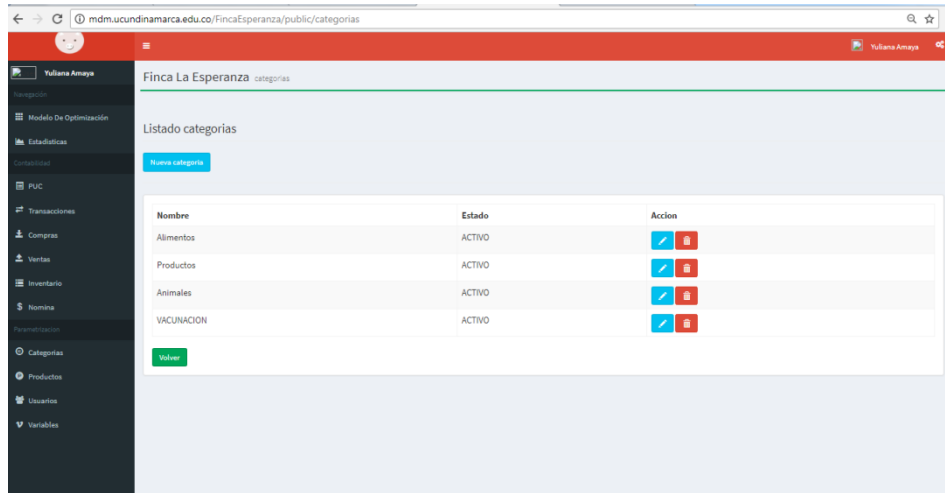 mdm.ucundinamarca.edu.co/FincaEsperanza/public/categorias
Yuliana Amaya
Yuliana Amaya
Navegación
Modelo De Optimización
Estadisticas
Contabilidad
PUC
Transacciones
Compras
Ventas
Inventario
$ Nomina
Parametrización
Categorias
Productos
Usuarios
Variables
Finca La Esperanza categorias
Listado categorias
Nueva categoria
Nombre Estado Accion
Alimentos ACTIVO
Productos ACTIVO
Animales ACTIVO
VACUNACION ACTIVO
Volver